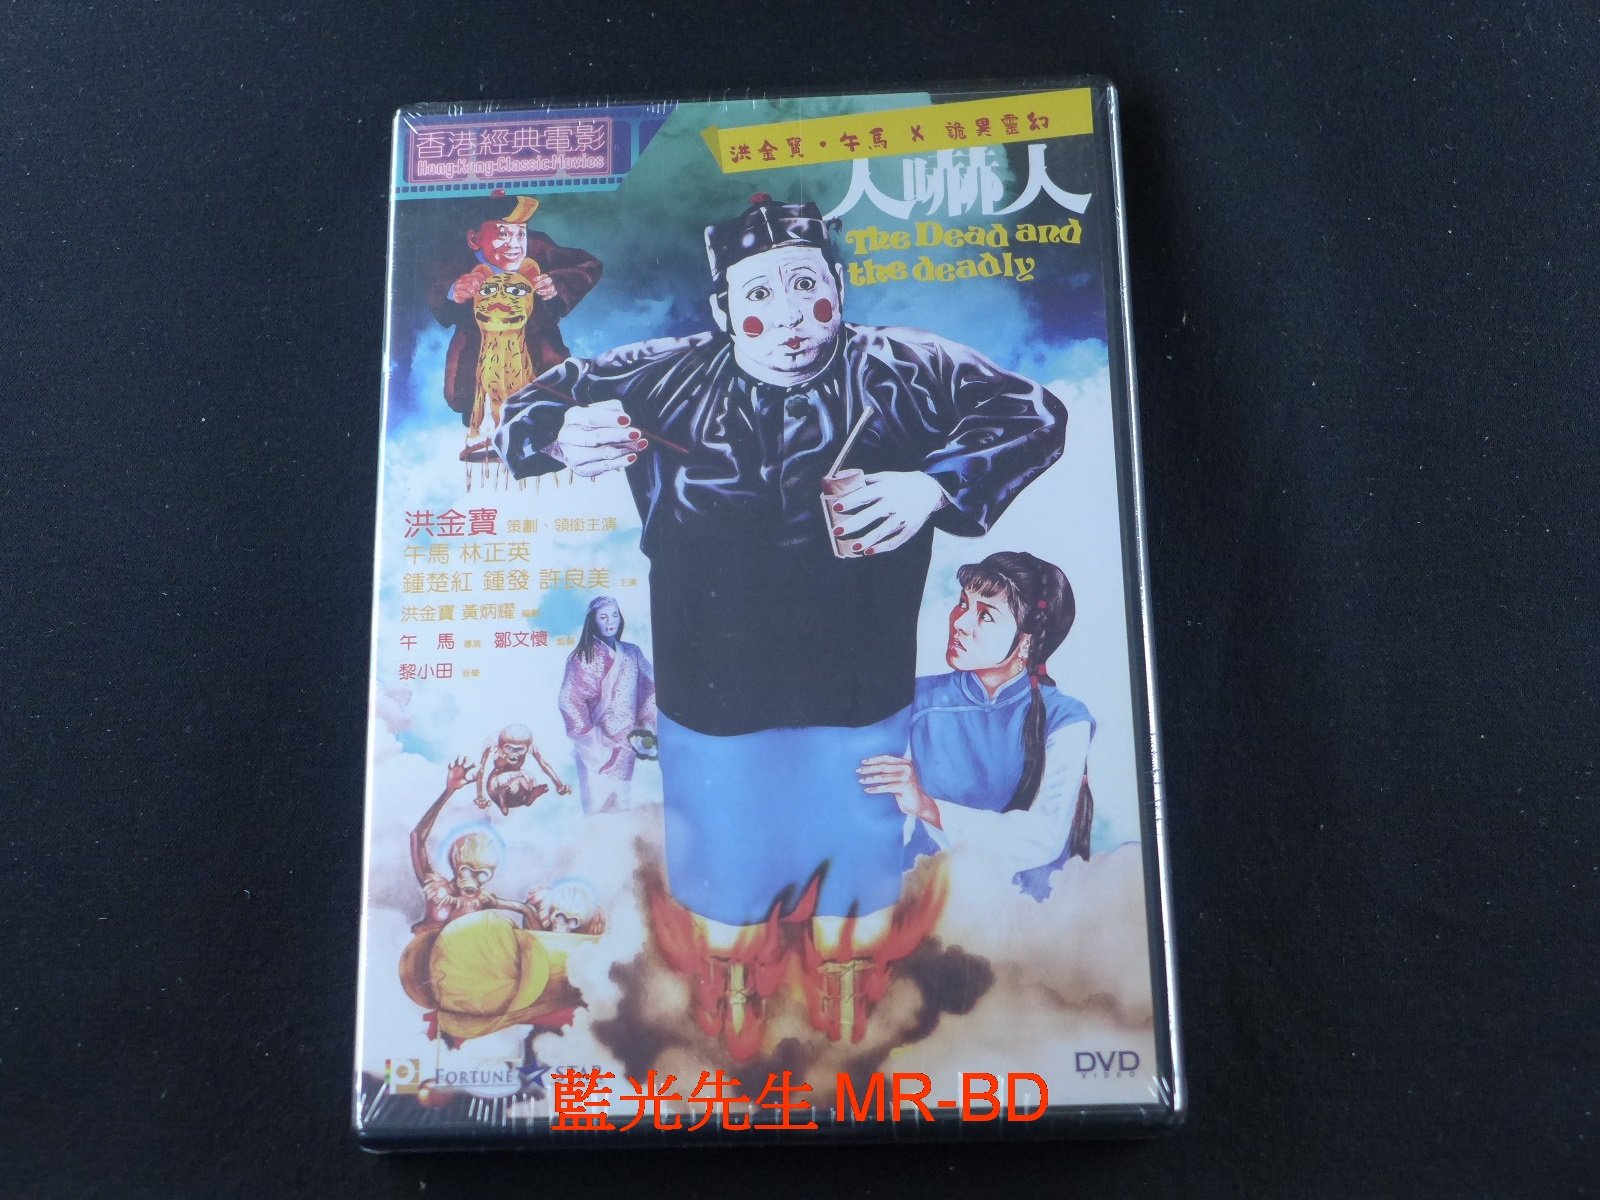 香港經典電影
Hong Kong Classic Movies
洪金寶・午馬 X 詭異靈幻
人嚇人
The Dead and
the deadly
洪金寶 策劃、領銜主演
午馬 林正英
鍾楚紅 鍾發 許良美 主演
洪金寶 黃炳耀 編劇
午 馬 導演 鄒文懷 監製
黎小田 音樂
FORTUNE STAR
DVD
VIDEO
藍光先生 MR-BD